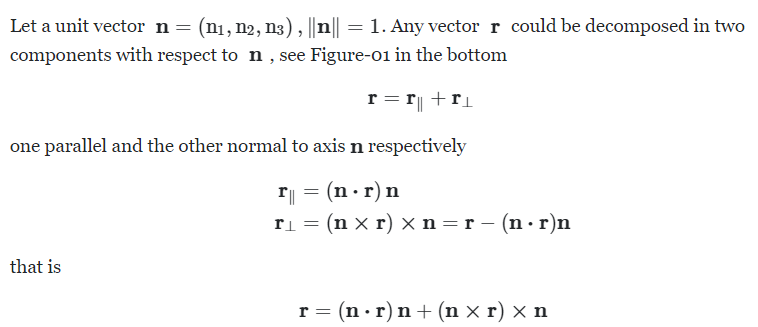 Let a unit vector n = (n₁, n₂, n₃) , ‖n‖ = 1. Any vector r could be decomposed in two
components with respect to n , see Figure-01 in the bottom
r = r∥ + r⊥
one parallel and the other normal to axis n respectively
r∥ = (n · r) n
r⊥ = (n × r) × n = r − (n · r)n
that is
r = (n · r) n + (n × r) × n